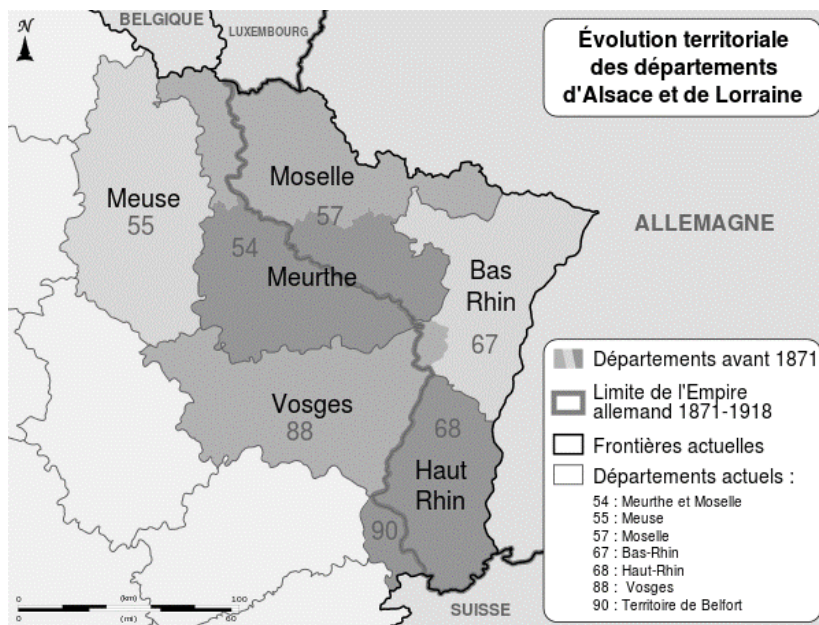 N
BELGIQUE
LUXEMBOURG
Évolution territoriale
des départements
d'Alsace et de Lorraine
Moselle
57
Meuse
55
54
Meurthe
ALLEMAGNE
Bas
Rhin
67
Vosges
88
68
Haut
Rhin
90
SUISSE
Départements avant 1871
Limite de l'Empire
allemand 1871-1918
Frontières actuelles
Départements actuels :
54 : Meurthe et Moselle
55 : Meuse
57 : Moselle
67 : Bas-Rhin
68 : Haut-Rhin
88 : Vosges
90 : Territoire de Belfort
0 (km) 100
0 (mi) 60